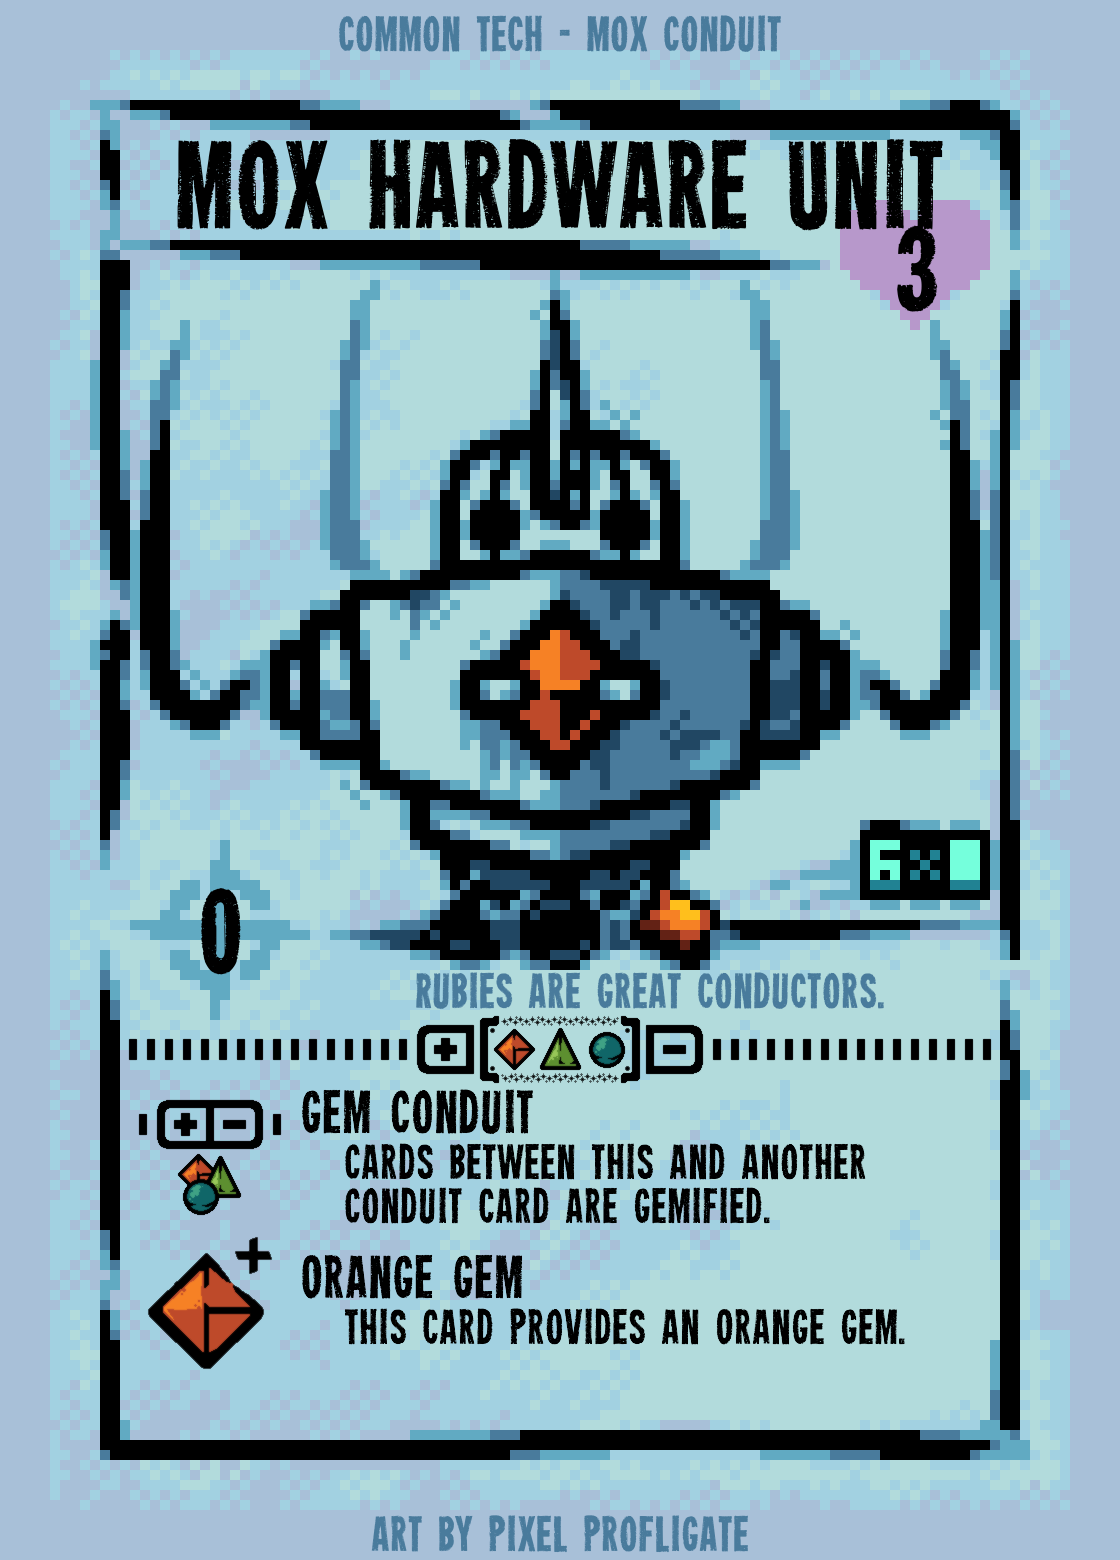 COMMON TECH - MOX CONDUIT
MOX HARDWARE UNIT
3
6x
0
RUBIES ARE GREAT CONDUCTORS.
GEM CONDUIT
CARDS BETWEEN THIS AND ANOTHER
CONDUIT CARD ARE GEMIFIED.
ORANGE GEM
THIS CARD PROVIDES AN ORANGE GEM.
ART BY PIXEL PROFLIGATE